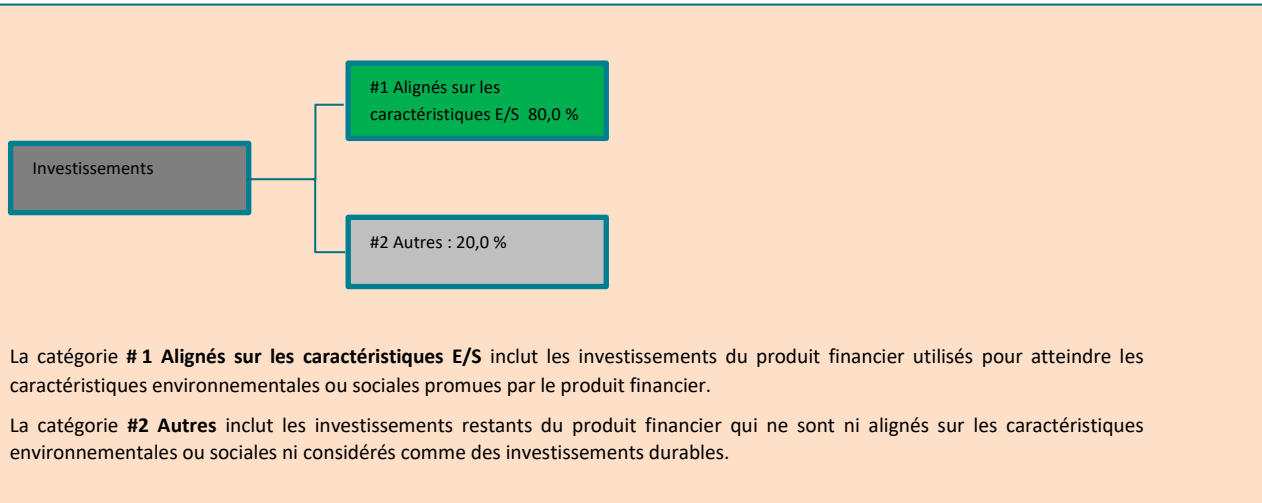 #1 Alignés sur les
caractéristiques E/S 80,0 %
Investissements
#2 Autres : 20,0 %
La catégorie # 1 Alignés sur les caractéristiques E/S inclut les investissements du produit financier utilisés pour atteindre les
caractéristiques environnementales ou sociales promues par le produit financier.
La catégorie #2 Autres inclut les investissements restants du produit financier qui ne sont ni alignés sur les caractéristiques
environnementales ou sociales ni considérés comme des investissements durables.